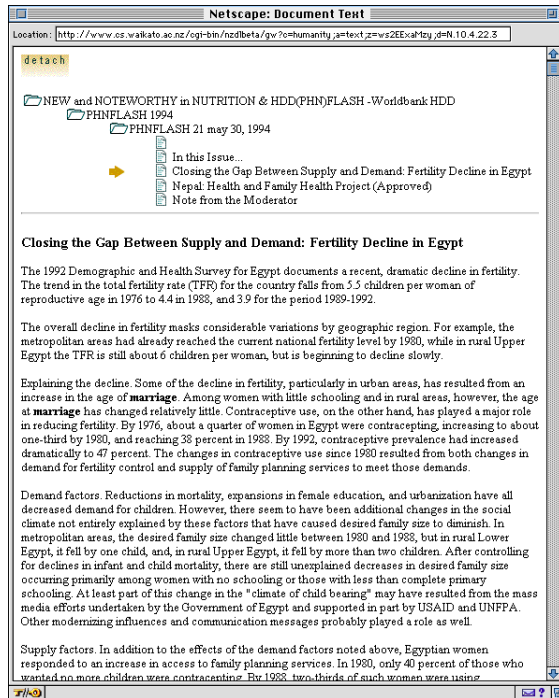 Netscape: Document Text
Location: http://www.cs.waikato.ac.nz/cgi-bin/nzdlbeta/gw?c=humanity;a=text;z=ws2EExaMzy;d=N.10.4.22.3
detach
NEW and NOTEWORTHY in NUTRITION & HDD(PHN)FLASH -Worldbank HDD
PHNFLASH 1994
PHNFLASH 21 may 30, 1994
In this Issue...
Closing the Gap Between Supply and Demand: Fertility Decline in Egypt
Nepal: Health and Family Health Project (Approved)
Note from the Moderator
Closing the Gap Between Supply and Demand: Fertility Decline in Egypt
The 1992 Demographic and Health Survey for Egypt documents a recent, dramatic decline in fertility.
The trend in the total fertility rate (TFR) for the country falls from 5.5 children per woman of
reproductive age in 1976 to 4.4 in 1988, and 3.9 for the period 1989-1992.
The overall decline in fertility masks considerable variations by geographic region. For example, the
metropolitan areas had already reached the current national fertility level by 1980, while in rural Upper
Egypt the TFR is still about 6 children per woman, but is beginning to decline slowly.
Explaining the decline. Some of the decline in fertility, particularly in urban areas, has resulted from an
increase in the age of marriage. Among women with little schooling and in rural areas, however, the age
at marriage has changed relatively little. Contraceptive use, on the other hand, has played a major role
in reducing fertility. By 1976, about a quarter of women in Egypt were contracepting, increasing to about
one-third by 1980, and reaching 38 percent in 1988. By 1992, contraceptive prevalence had increased
dramatically to 47 percent. The changes in contraceptive use since 1980 resulted from both changes in
demand for fertility control and supply of family planning services to meet those demands.
Demand factors. Reductions in mortality, expansions in female education, and urbanization have all
decreased demand for children. However, there seem to have been additional changes in the social
climate not entirely explained by these factors that have caused desired family size to diminish. In
metropolitan areas, the desired family size changed little between 1980 and 1988, but in rural Lower
Egypt, it fell by one child, and, in rural Upper Egypt, it fell by more than two children. After controlling
for declines in infant and child mortality, there are still unexplained decreases in desired family size
occurring primarily among women with no schooling or those with less than complete primary
schooling. At least part of this change in the "climate of child bearing" may have resulted from the mass
media efforts undertaken by the Government of Egypt and supported in part by USAID and UNFPA.
Other modernizing influences and communication messages probably played a role as well.
Supply factors. In addition to the effects of the demand factors noted above, Egyptian women
responded to an increase in access to family planning services. In 1980, only 40 percent of those who
wanted no more children were contracepting. By 1988, two-thirds of such women were using